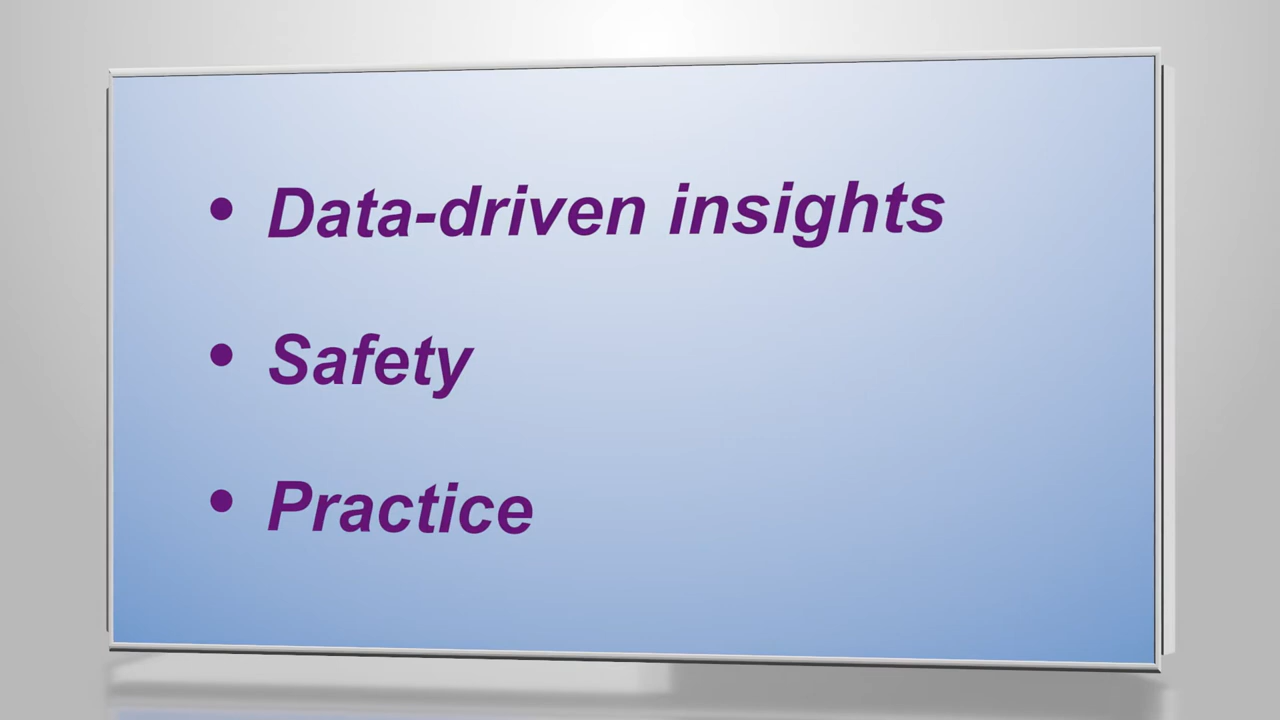 • Data-driven insights
• Safety
• Practice